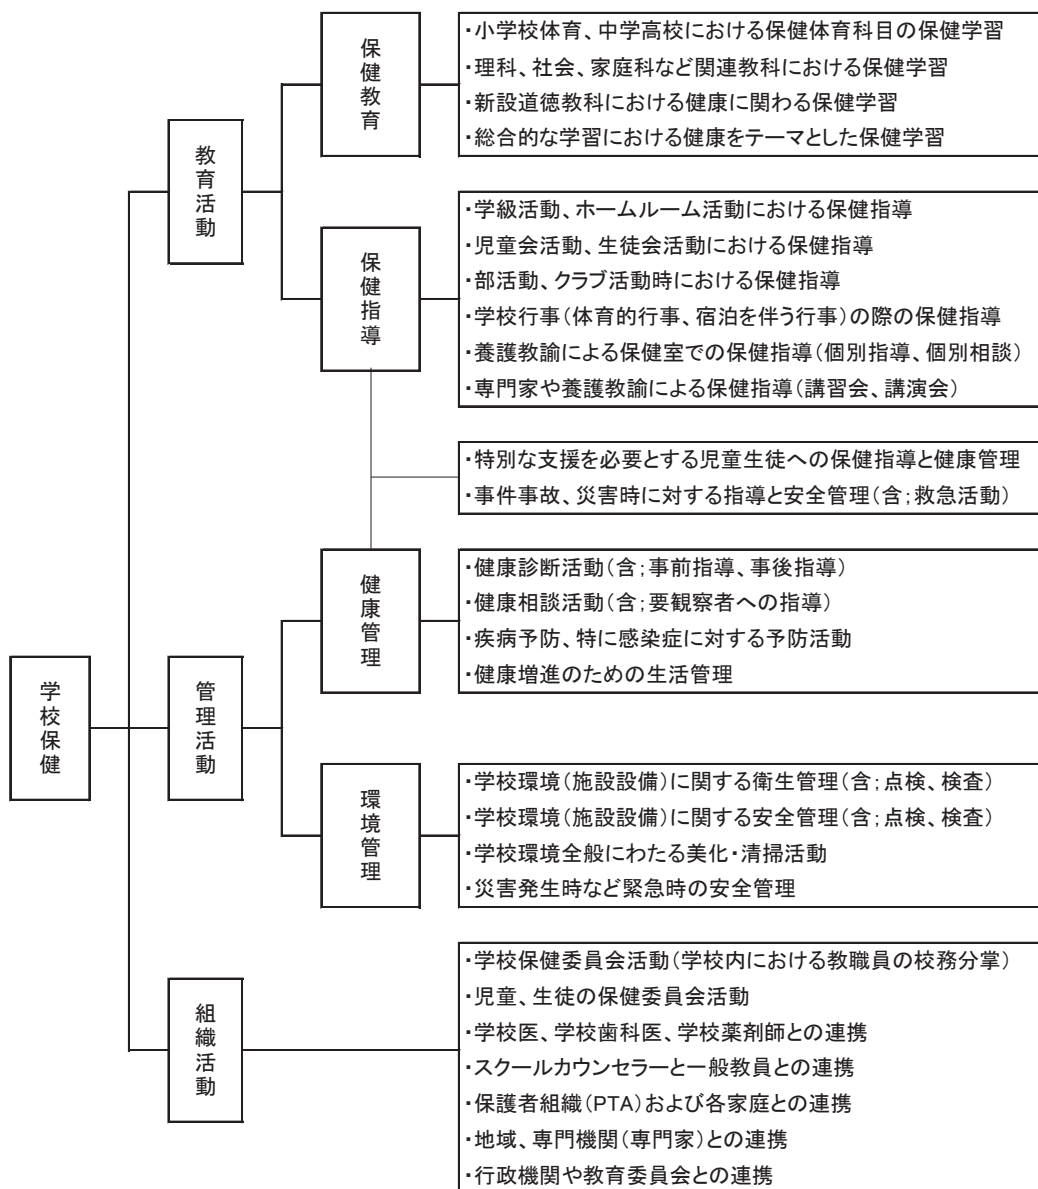 学校保健
教育活動
保健教育
・小学校体育、中学高校における保健体育科目の保健学習
・理科、社会、家庭科など関連教科における保健学習
・新設道徳教科における健康に関わる保健学習
・総合的な学習における健康をテーマとした保健学習
保健指導
・学級活動、ホームルーム活動における保健指導
・児童会活動、生徒会活動における保健指導
・部活動、クラブ活動時における保健指導
・学校行事(体育的行事、宿泊を伴う行事)の際の保健指導
・養護教諭による保健室での保健指導(個別指導、個別相談)
・専門家や養護教諭による保健指導(講習会、講演会)
・特別な支援を必要とする児童生徒への保健指導と健康管理
・事件事故、災害時に対する指導と安全管理(含;救急活動)
管理活動
健康管理
・健康診断活動(含;事前指導、事後指導)
・健康相談活動(含;要観察者への指導)
・疾病予防、特に感染症に対する予防活動
・健康増進のための生活管理
環境管理
・学校環境(施設設備)に関する衛生管理(含;点検、検査)
・学校環境(施設設備)に関する安全管理(含;点検、検査)
・学校環境全般にわたる美化・清掃活動
・災害発生時など緊急時の安全管理
組織活動
・学校保健委員会活動(学校内における教職員の校務分掌)
・児童、生徒の保健委員会活動
・学校医、学校歯科医、学校薬剤師との連携
・スクールカウンセラーと一般教員との連携
・保護者組織(PTA)および各家庭との連携
・地域、専門機関(専門家)との連携
・行政機関や教育委員会との連携